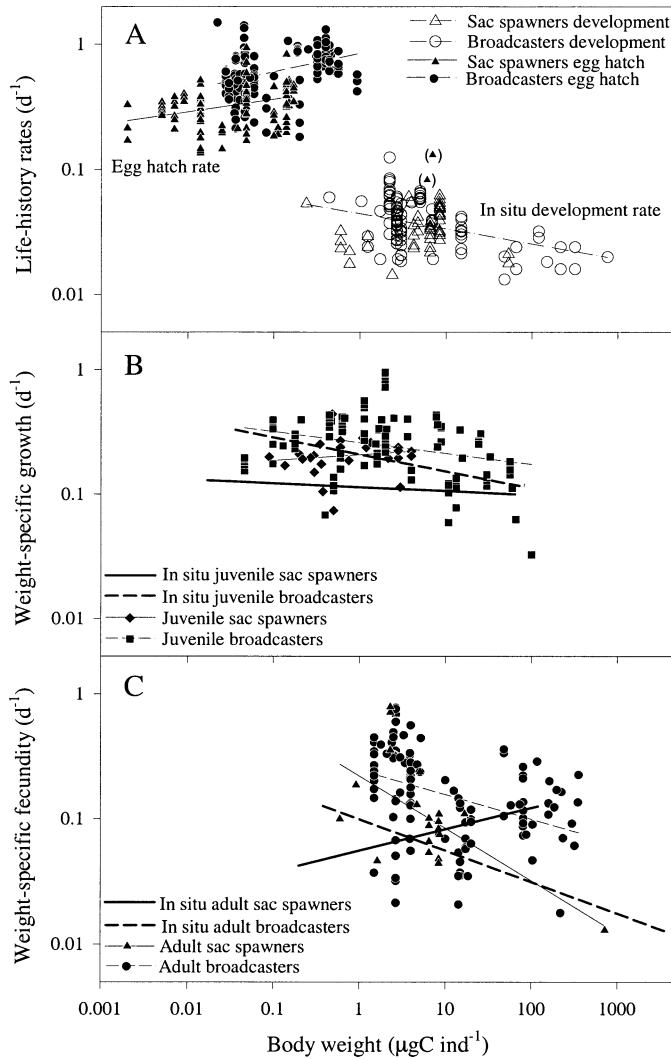 A
Sac spawners development
Broadcasters development
Sac spawners egg hatch
Broadcasters egg hatch
1
0.1
0.01
Life-history rates (d-1)
Egg hatch rate
( )
( )
In situ development rate
B
1
0.1
0.01
Weight-specific growth (d-1)
In situ juvenile sac spawners
In situ juvenile broadcasters
Juvenile sac spawners
Juvenile broadcasters
C
1
0.1
0.01
Weight-specific fecundity (d-1)
In situ adult sac spawners
In situ adult broadcasters
Adult sac spawners
Adult broadcasters
0.001 0.01 0.1 1 10 100 1000
Body weight (µgC ind-1)